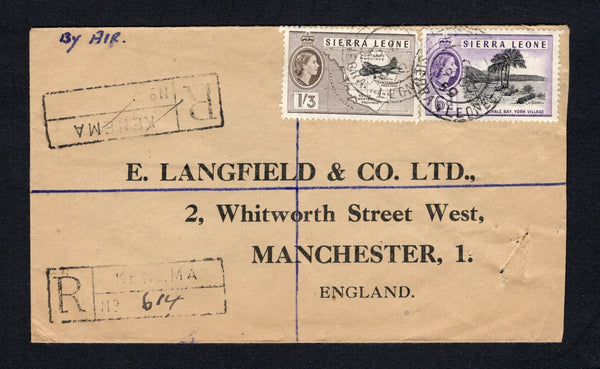 By AIR.
SIERRA LEONE
1/3
SIERRA LEONE
WHALE BAY, YORK VILLAGE
R
KENEMA
Nº
E. LANGFIELD & CO. LTD.,
2, Whitworth Street West,
MANCHESTER, 1.
ENGLAND.
R
KENEMA
Nº 614